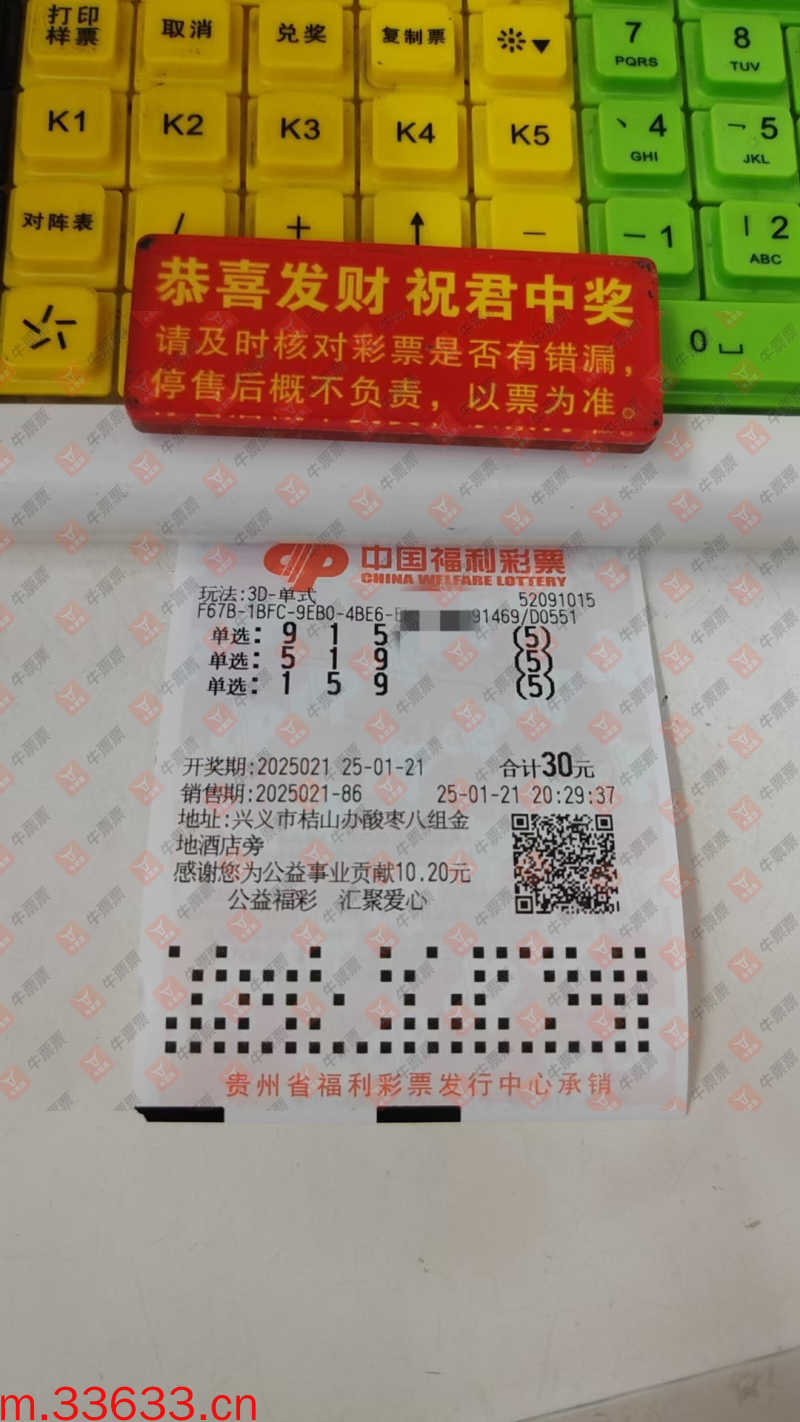 打印样票 取消 兑奖 复制票 7 PQRS 8 TUV
K1 K2 K3 K4 K5 丶 4 GHI ㇖ 5 JKL
对阵表 / + ↑ － 一 1 丨 2 ABC
0
恭喜发财 祝君中奖
请及时核对彩票是否有错漏，
停售后概不负责，以票为准。
中国福利彩票
CHINA WELFARE LOTTERY
玩法:3D-单式 52091015
F67B-1BFC-9EB0-4BE6- 91469/D0551
单选: 9 1 5 (5)
单选: 5 1 9 (5)
单选: 1 5 9 (5)
开奖期:2025021 25-01-21 合计30元
销售期:2025021-86 25-01-21 20:29:37
地址:兴义市桔山办酸枣八组金
地酒店旁
感谢您为公益事业贡献10.20元
公益福彩 汇聚爱心
贵州省福利彩票发行中心承销
牛票票
m.33633.cn